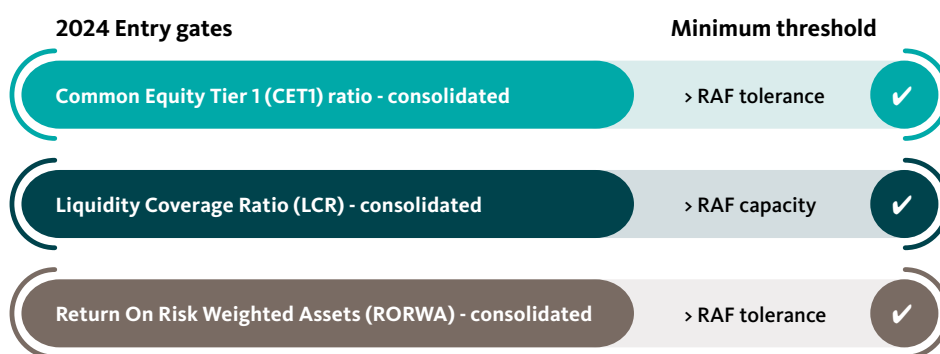 2024 Entry gates Minimum threshold
Common Equity Tier 1 (CET1) ratio - consolidated > RAF tolerance ✔
Liquidity Coverage Ratio (LCR) - consolidated > RAF capacity ✔
Return On Risk Weighted Assets (RORWA) - consolidated > RAF tolerance ✔